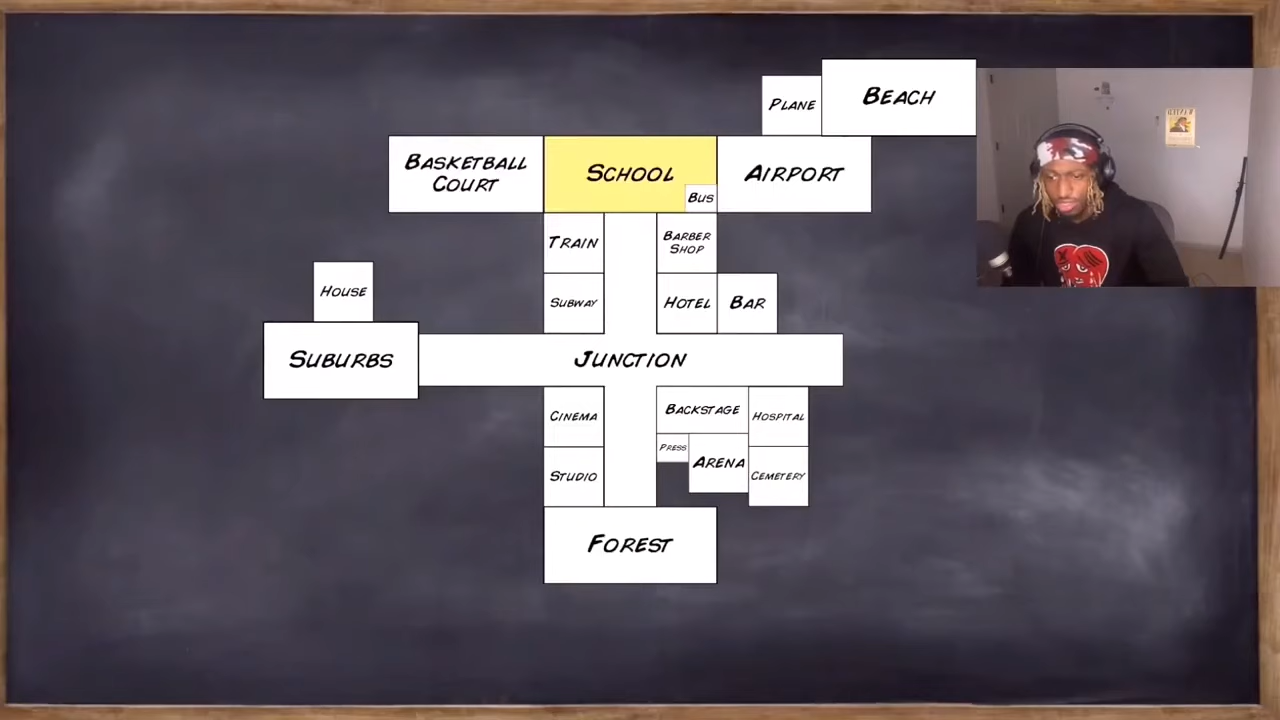 BEACH
PLANE
BASKETBALL
COURT
SCHOOL
AIRPORT
BUS
TRAIN
BARBER
SHOP
HOUSE
SUBWAY
HOTEL
BAR
SUBURBS
JUNCTION
CINEMA
BACKSTAGE
HOSPITAL
PRESS
ARENA
STUDIO
CEMETERY
FOREST